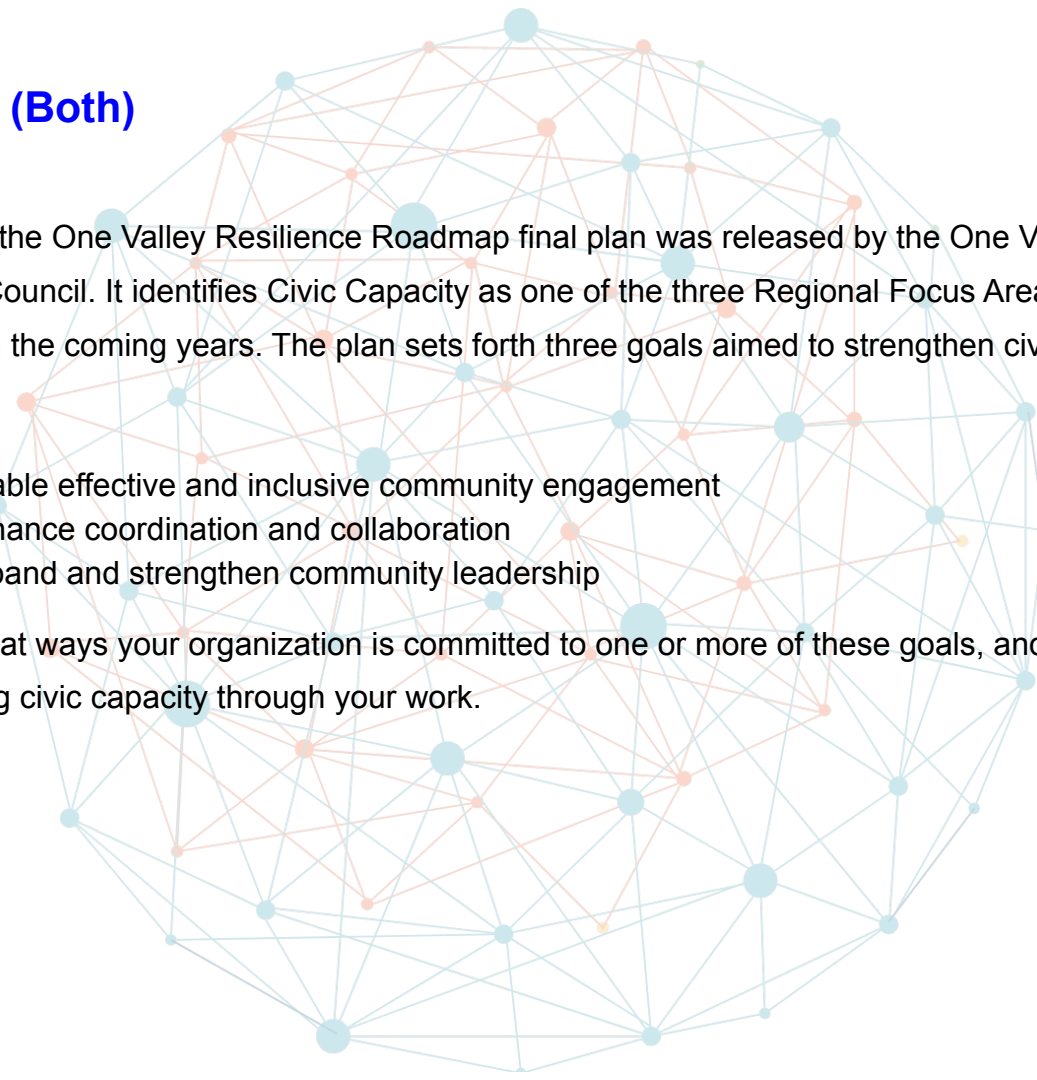 (Both)
the One Valley Resilience Roadmap final plan was released by the One V
Council. It identifies Civic Capacity as one of the three Regional Focus Area
the coming years. The plan sets forth three goals aimed to strengthen civ
able effective and inclusive community engagement
hance coordination and collaboration
pand and strengthen community leadership
at ways your organization is committed to one or more of these goals, and
g civic capacity through your work.